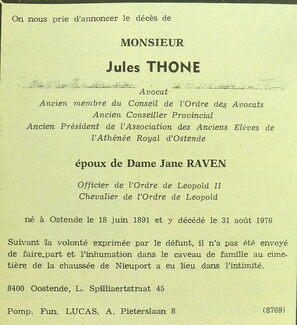 On nous prie d'annoncer le décès de
MONSIEUR
Jules THONE
Avocat
Ancien membre du Conseil de l'Ordre des Avocats
Ancien Conseiller Provincial
Ancien Président de l'Association des Anciens Elèves de
l'Athénée Royal d'Ostende
époux de Dame Jane RAVEN
Officier de l'Ordre de Leopold II
Chevalier de l'Ordre de Leopold
né à Ostende le 18 juin 1891 et y décédé le 31 août 1976
Suivant la volonté exprimée par le défunt, il n'a pas été envoyé
de faire,part et l'inhumation dans le caveau de famille au cime-
tière de la chaussée de Nieuport a eu lieu dans l'intimité.
8400 Oostende, L. Spilliaertstraat 45
Pomp. Fun. LUCAS, A. Pieterslaan 8 (8769)